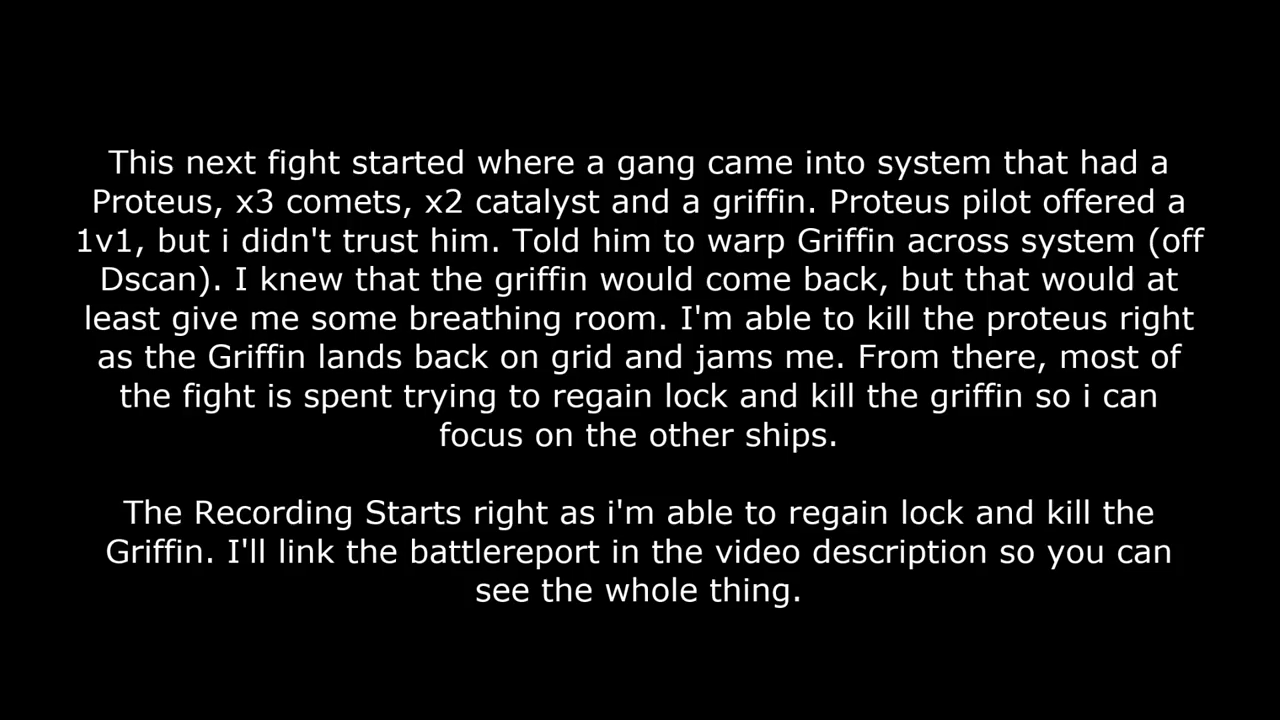 This next fight started where a gang came into system that had a
Proteus, x3 comets, x2 catalyst and a griffin. Proteus pilot offered a
1v1, but i didn't trust him. Told him to warp Griffin across system (off
Dscan). I knew that the griffin would come back, but that would at
least give me some breathing room. I'm able to kill the proteus right
as the Griffin lands back on grid and jams me. From there, most of
the fight is spent trying to regain lock and kill the griffin so i can
focus on the other ships.
The Recording Starts right as i'm able to regain lock and kill the
Griffin. I'll link the battlereport in the video description so you can
see the whole thing.